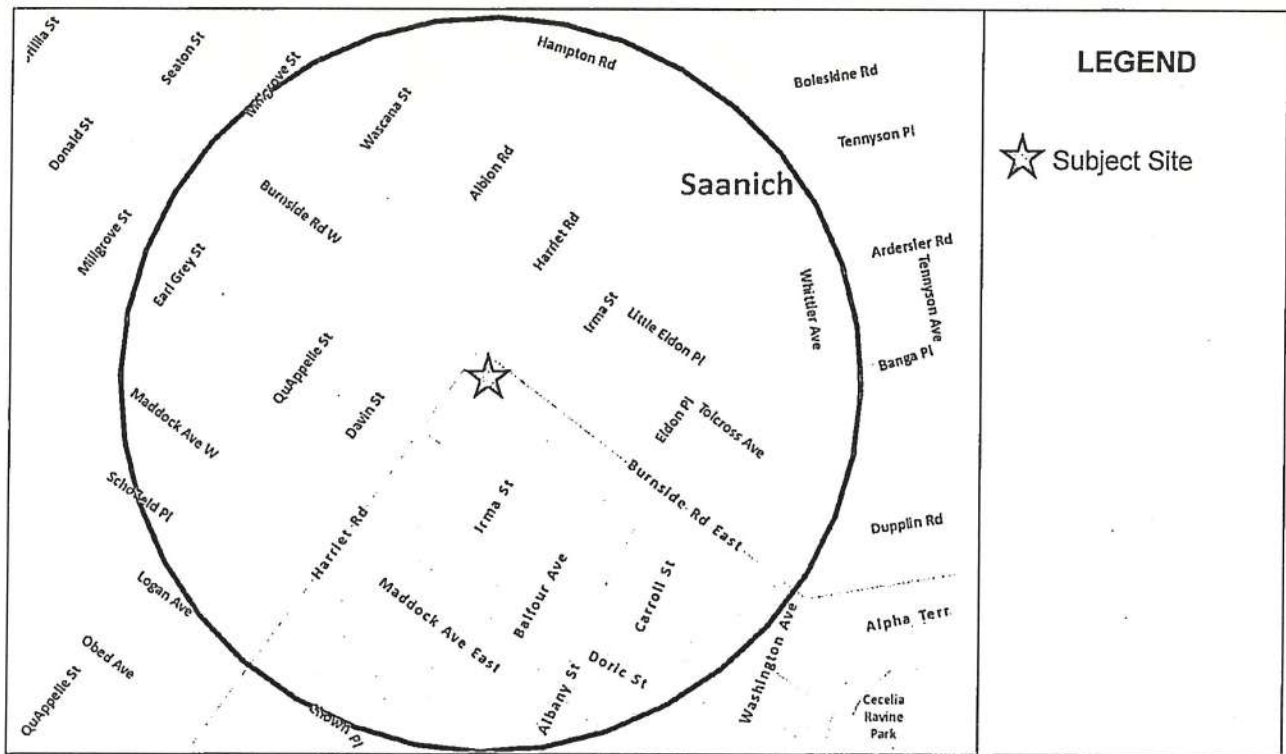 Seaton St
Hampton Rd
LEGEND
Boleskine Rd
Donald St
Wascana St
Tennyson Pl
Subject Site
Albion Rd
Saanich
Burnside Rd W
Millgrove St
Earl Grey St
Harriet Rd
Ardersier Rd
Tennyson Ave
Whittier Ave
Irma St
Little Eldon Pl
Banga Pl
QuAppelle St
Davin St
Maddock Ave W
Eldon Pl
Tolcross Ave
Burnside Rd East
Schofield Pl
Irma St
Harriet Rd
Dupplin Rd
Logan Ave
Maddock Ave East
Balfour Ave
Carroll St
Alpha Terr
Washington Ave
Obed Ave
Doric St
Albany St
QuAppelle St
Chown Pl
Cecelia
Ravine
Park